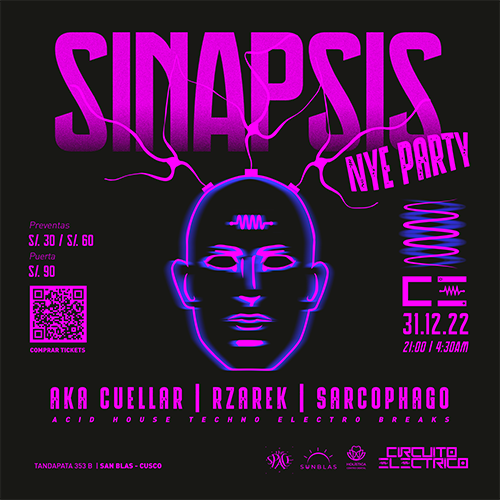 SINAPSIS
NYE PARTY
Preventas
S/. 30 / S/. 60
Puerta
S/. 90
COMPRAR TICKETS
CE
31.12.22
21:00 / 4:30AM
AKA CUELLAR | RZAREK | SARCOPHAGO
ACID HOUSE TECHNO ELECTRO BREAKS
TANDAPATA 353 B | SAN BLAS - CUSCO
SUNBLAS
CIRCUITO
ELECTRICO